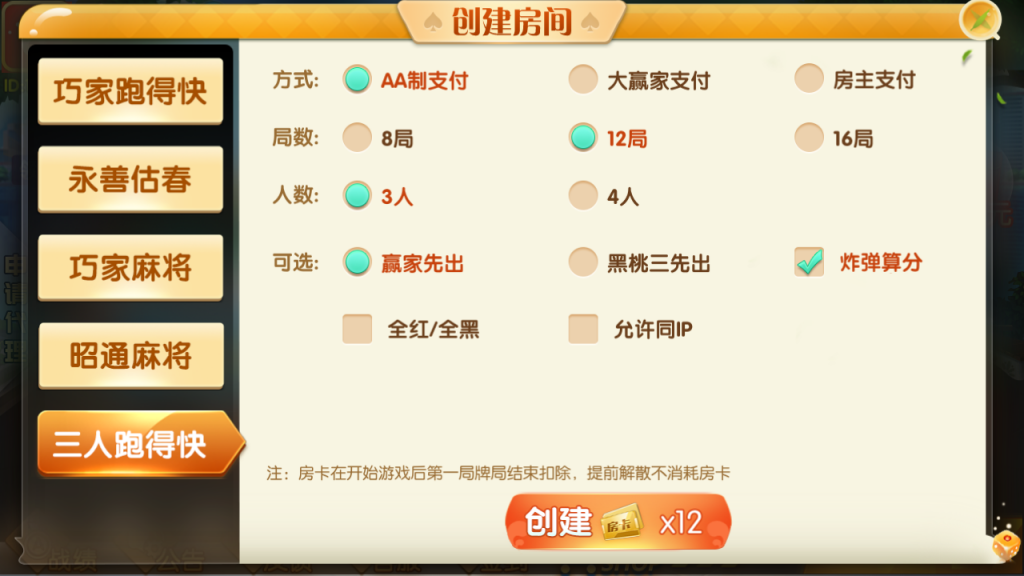 创建房间
巧家跑得快
永善估春
巧家麻将
昭通麻将
三人跑得快
方式: AA制支付 大赢家支付 房主支付
局数: 8局 12局 16局
人数: 3人 4人
可选: 赢家先出 黑桃三先出 炸弹算分
全红/全黑 允许同IP
注：房卡在开始游戏后第一局牌局结束扣除，提前解散不消耗房卡
创建 房卡 x12